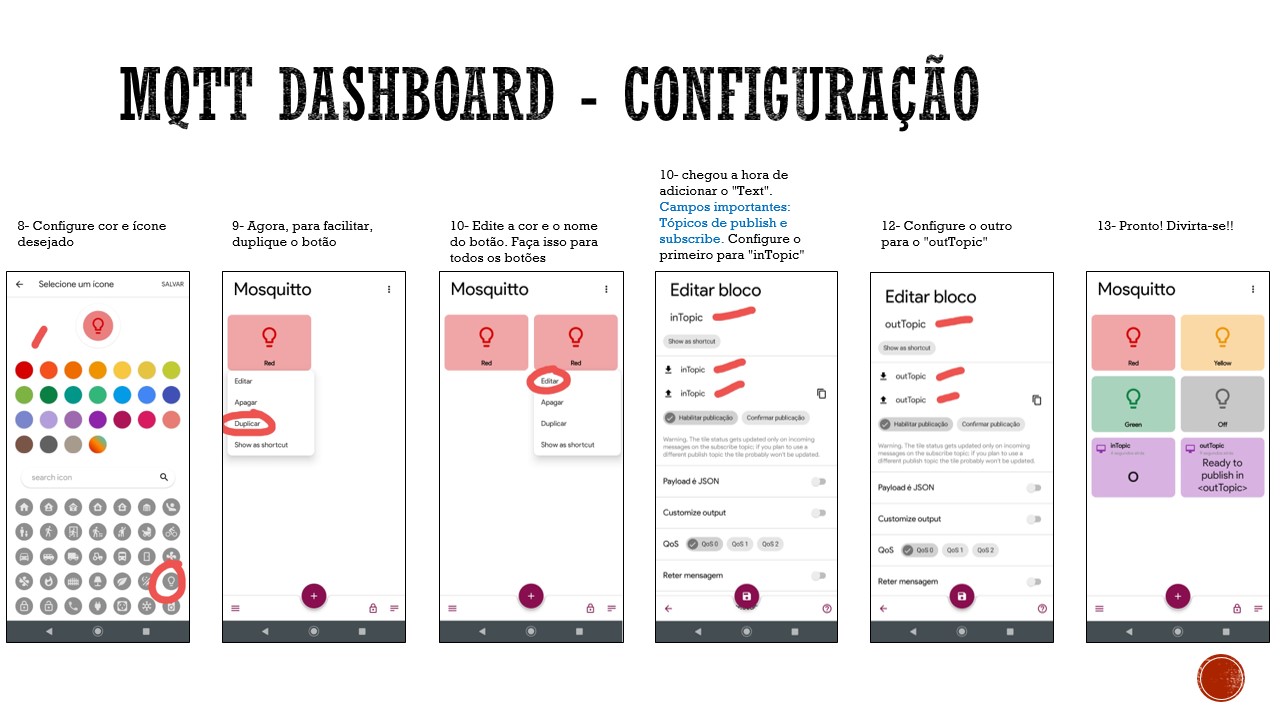 MQTT DASHBOARD - CONFIGURAÇÃO
8- Configure cor e ícone
desejado
9- Agora, para facilitar,
duplique o botão
10- Edite a cor e o nome
do botão. Faça isso para
todos os botões
10- chegou a hora de
adicionar o "Text".
Campos importantes:
Tópicos de publish e
subscribe. Configure o
primeiro para "inTopic"
12- Configure o outro
para o "outTopic"
13- Pronto! Divirta-se!!
Selecione um ícone
SALVAR
search icon
Mosquitto
Red
Editar
Apagar
Duplicar
Show as shortcut
Mosquitto
Red
Red
Editar
Apagar
Duplicar
Show as shortcut
Editar bloco
inTopic
Show as shortcut
inTopic
inTopic
Habilitar publicação
Confirmar publicação
Warning. The tile status gets updated only on incoming
messages on the subscribe topic. If you plan to use a
different publish topic the tile probably won't be updated.
Payload é JSON
Customize output
QoS
QoS 0
QoS 1
QoS 2
Reter mensagem
Editar bloco
outTopic
Show as shortcut
outTopic
outTopic
Habilitar publicação
Confirmar publicação
Warning. The tile status gets updated only on incoming
messages on the subscribe topic. If you plan to use a
different publish topic the tile probably won't be updated.
Payload é JSON
Customize output
QoS
QoS 0
QoS 1
QoS 2
Reter mensagem
Mosquitto
Red
Yellow
Green
Off
inTopic
0
outTopic
Ready to
publish in
<outTopic>